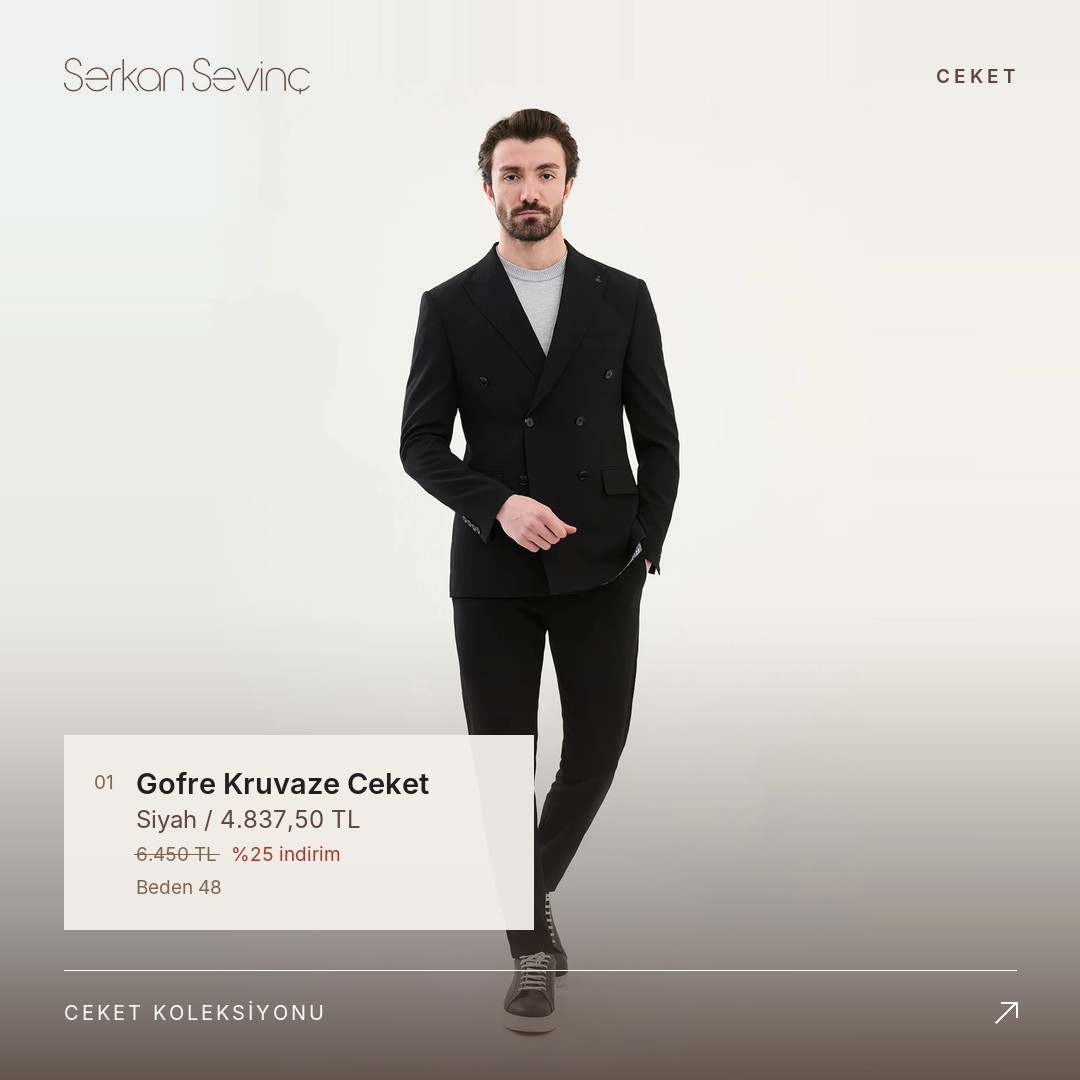 Serkan Sevinç
CEKET
01
Gofre Kruvaze Ceket
Siyah / 4.837,50 TL
6.450 TL %25 indirim
Beden 48
CEKET KOLEKSİYONU